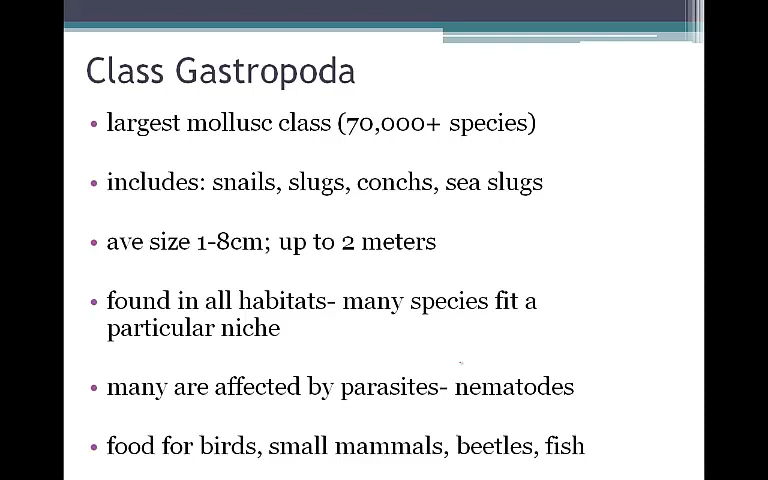 Class Gastropoda
• largest mollusc class (70,000+ species)
• includes: snails, slugs, conchs, sea slugs
• ave size 1-8cm; up to 2 meters
• found in all habitats- many species fit a
particular niche
• many are affected by parasites- nematodes
• food for birds, small mammals, beetles, fish